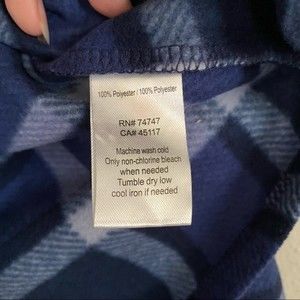 100% Polyester / 100% Polyester
RN# 74747
CA# 45117
Machine wash cold
Only non-chlorine bleach
when needed
Tumble dry low
cool iron if needed